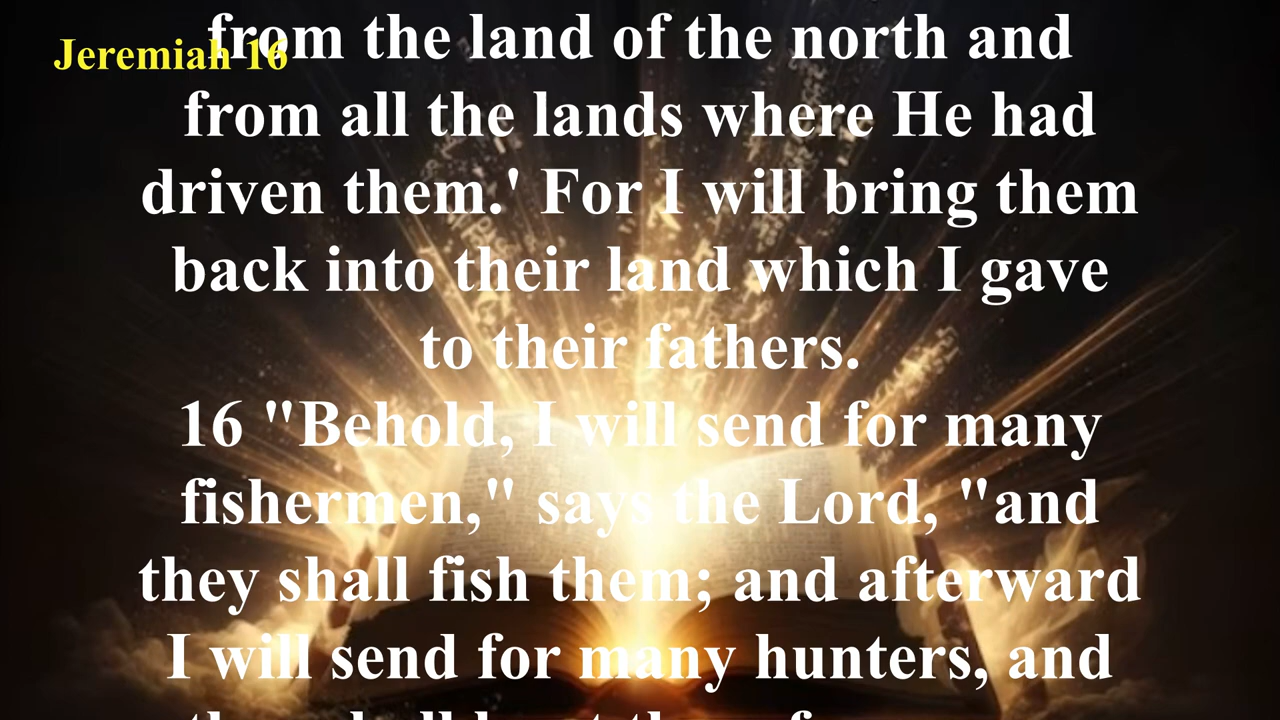 Jeremiah 16
from the land of the north and
from all the lands where He had
driven them.' For I will bring them
back into their land which I gave
to their fathers.
16 "Behold, I will send for many
fishermen," says the Lord, "and
they shall fish them; and afterward
I will send for many hunters, and